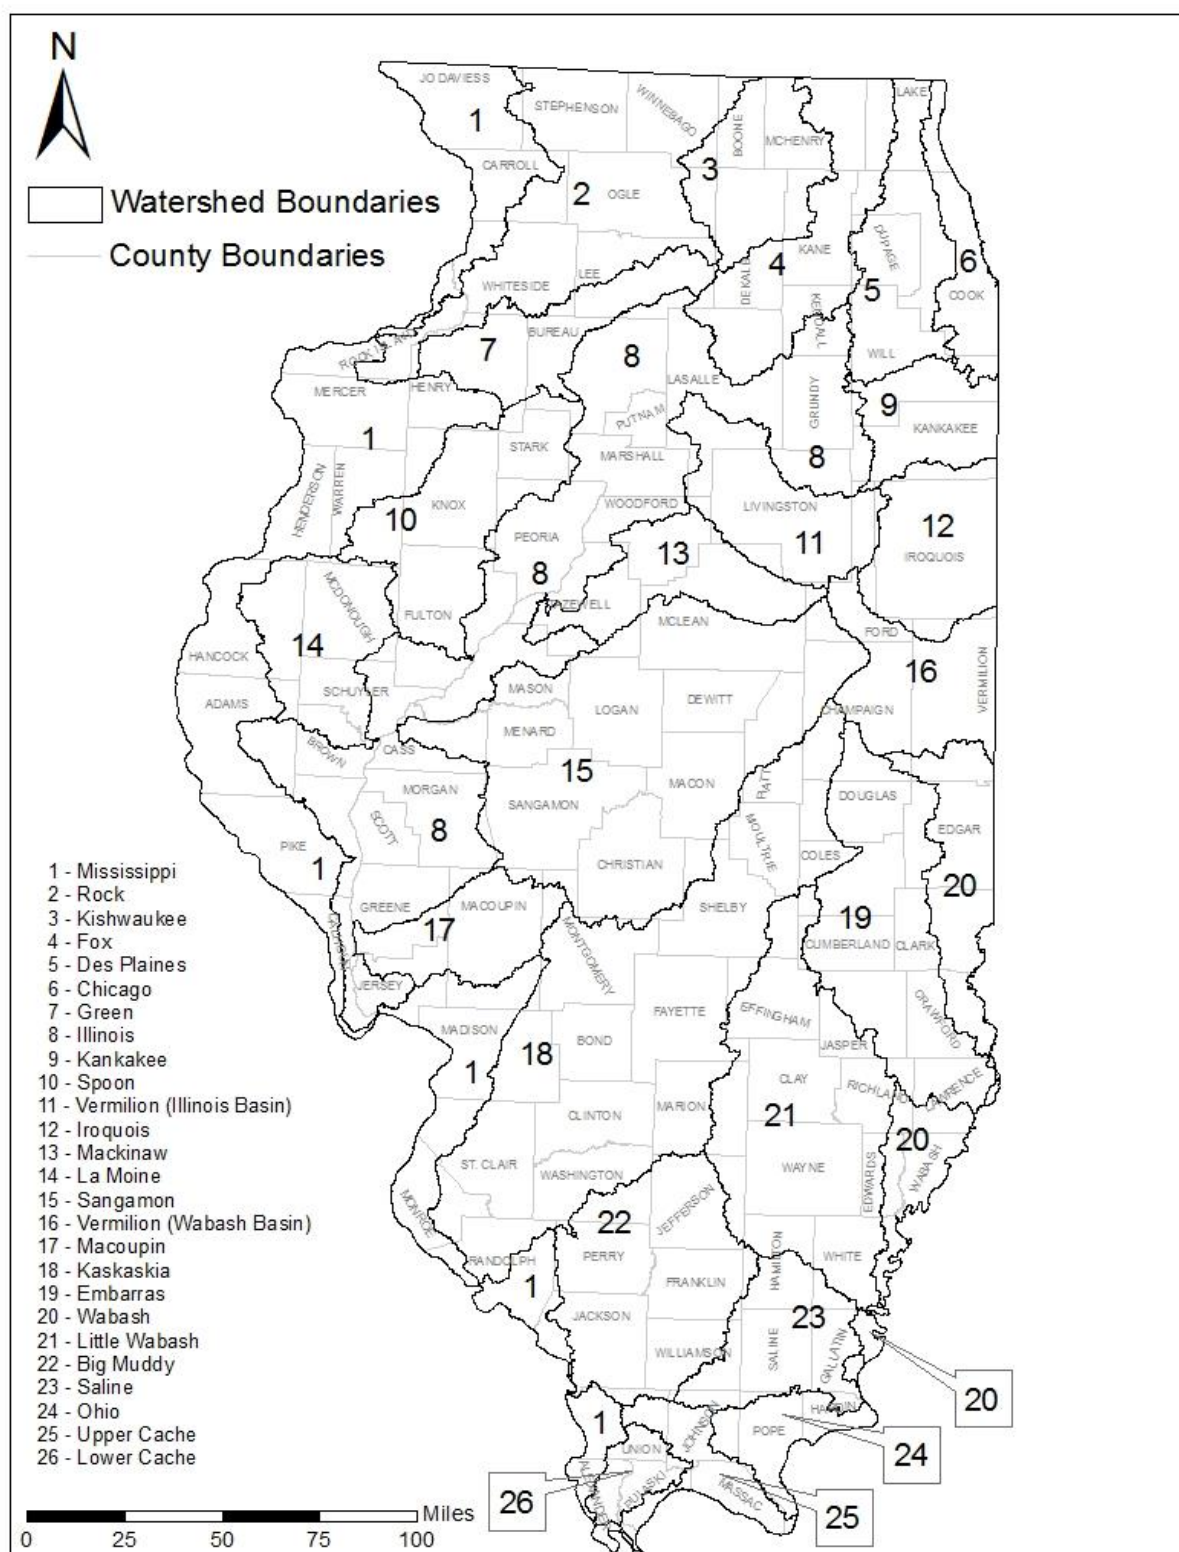 N
Watershed Boundaries
County Boundaries
JO DAVIESS
STEPHENSON
WINNEBAGO
BOONE
MCHENRY
LAKE
1
3
CARROLL
2
OGLE
DUPAGE
KANE
4
DEKALB
6
COOK
5
LEE
WHITESIDE
KENDALL
BUREAU
ROCK ISLAND
7
8
WILL
LASALLE
HENRY
MERCER
GRUNDY
9
PUTNAM
KANKAKEE
1
STARK
MARSHALL
8
HENDERSON
WARREN
KNOX
WOODFORD
LIVINGSTON
10
12
PEORIA
13
11
IROQUOIS
8
TAZEWELL
MCDONOUGH
FULTON
MCLEAN
FORD
14
HANCOCK
16
VERMILION
SCHUYLER
MASON
ADAMS
LOGAN
DEWITT
CHAMPAIGN
MENARD
BROWN
CASS
15
MACON
PIATT
MORGAN
DOUGLAS
SANGAMON
SCOTT
8
EDGAR
MOULTRIE
PIKE
COLES
1
CHRISTIAN
20
GREENE
MACOUPIN
SHELBY
19
17
CALHOUN
CUMBERLAND
CLARK
MONTGOMERY
JERSEY
FAYETTE
EFFINGHAM
CRAWFORD
MADISON
BOND
JASPER
18
1
CLAY
RICHLAND
LAWRENCE
MARION
CLINTON
21
20
ST. CLAIR
WASHINGTON
WAYNE
EDWARDS
WABASH
MONROE
22
JEFFERSON
PERRY
RANDOLPH
HAMILTON
WHITE
1
FRANKLIN
JACKSON
23
SALINE
GALLATIN
WILLIAMSON
20
HARDIN
1
JOHNSON
POPE
UNION
24
ALEXANDER
PULASKI
MASSAC
26
25
1 - Mississippi
2 - Rock
3 - Kishwaukee
4 - Fox
5 - Des Plaines
6 - Chicago
7 - Green
8 - Illinois
9 - Kankakee
10 - Spoon
11 - Vermilion (Illinois Basin)
12 - Iroquois
13 - Mackinaw
14 - La Moine
15 - Sangamon
16 - Vermilion (Wabash Basin)
17 - Macoupin
18 - Kaskaskia
19 - Embarras
20 - Wabash
21 - Little Wabash
22 - Big Muddy
23 - Saline
24 - Ohio
25 - Upper Cache
26 - Lower Cache
Miles
0 25 50 75 100